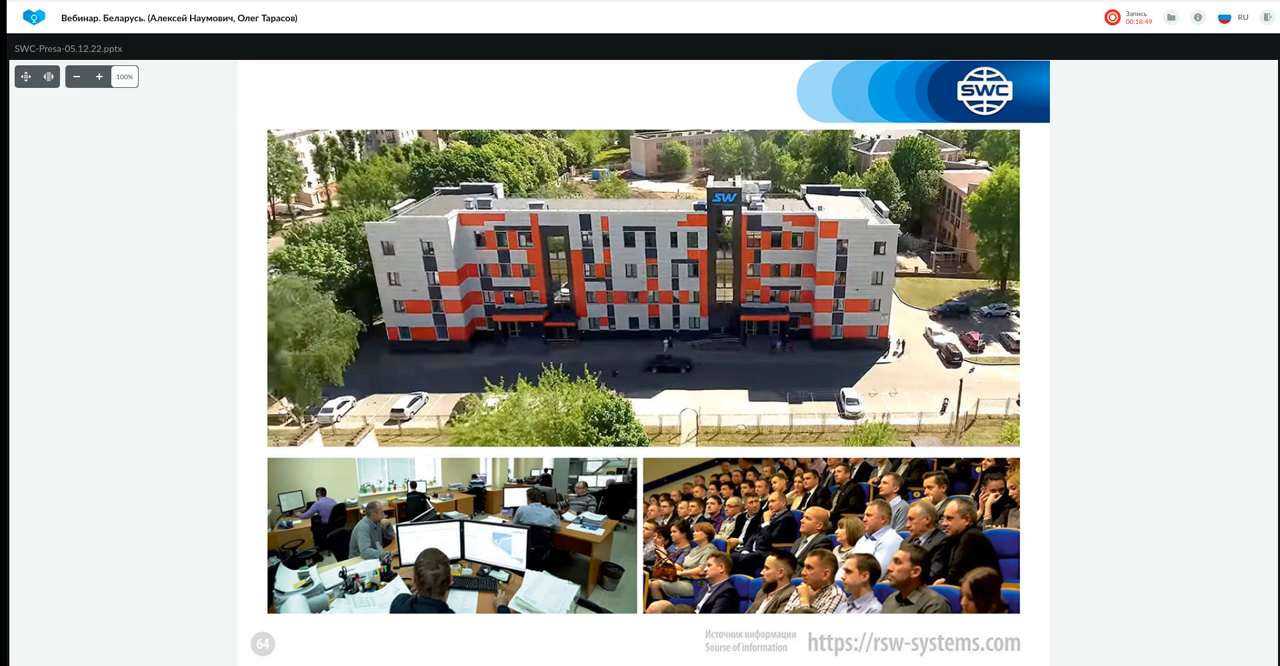 Вебинар. Беларусь. (Алексей Наумович, Олег Тарасов)
Запись
00:18:49
RU
SWC-Presa-05.12.22.pptx
100%
SWC
SW
64
Источник информации
Sourse of information
https://rsw-systems.com